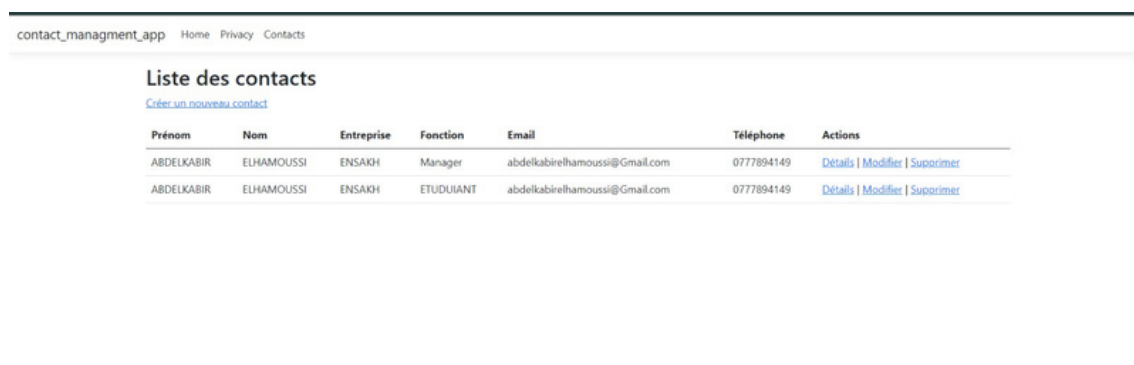 contact_managment_app Home Privacy Contacts
Liste des contacts
Créer un nouveau contact
Prénom Nom Entreprise Fonction Email Téléphone Actions
ABDELKABIR ELHAMOUSSI ENSAKH Manager abdelkabirelhamoussi@Gmail.com 0777894149 Détails | Modifier | Supprimer
ABDELKABIR ELHAMOUSSI ENSAKH ETUDUIANT abdelkabirelhamoussi@Gmail.com 0777894149 Détails | Modifier | Supprimer